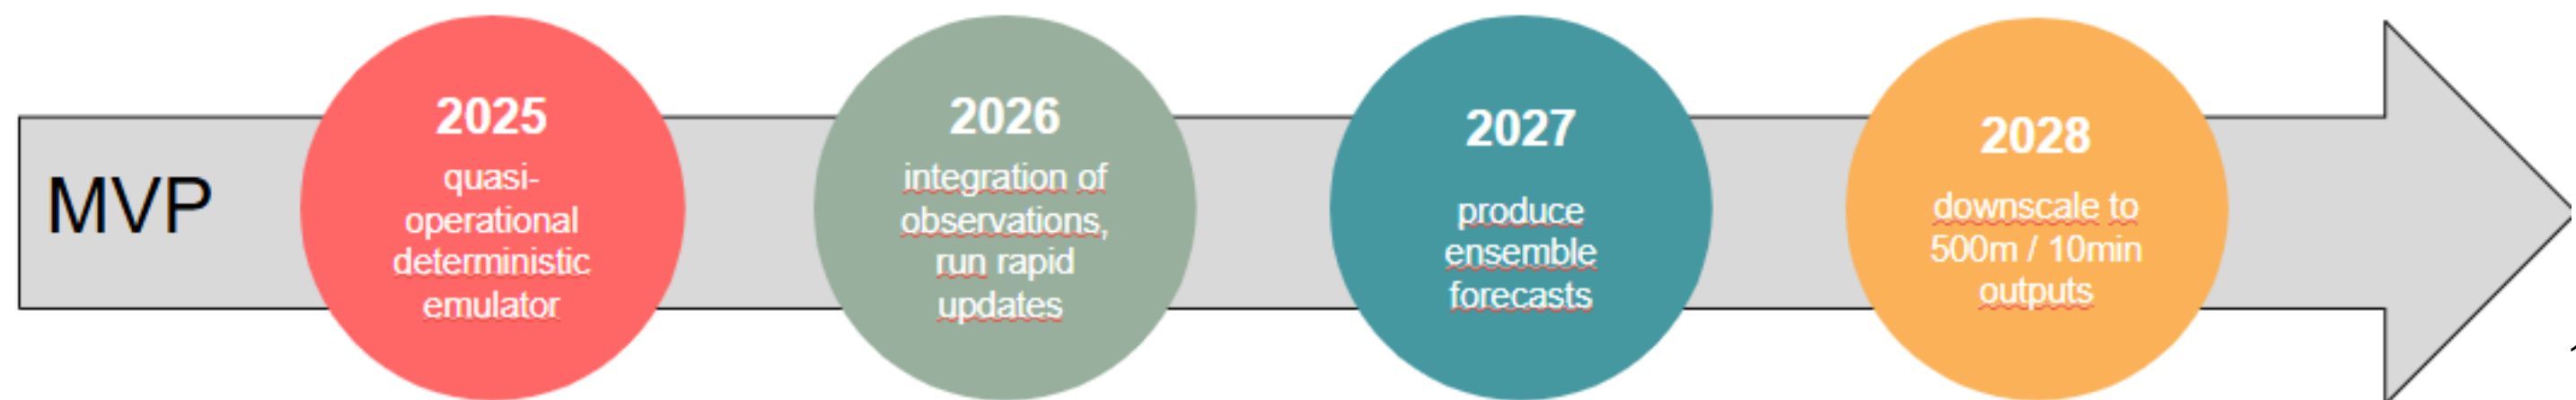 MVP
2025
quasi-
operational
deterministic
emulator
2026
integration of
observations,
run rapid
updates
2027
produce
ensemble
forecasts
2028
downscale to
500m / 10min
outputs